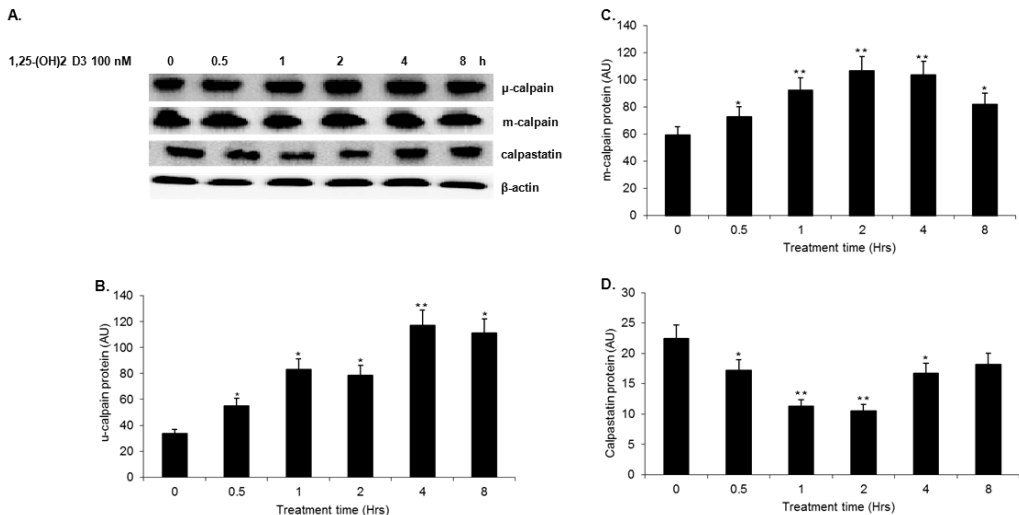 A.
1,25-(OH)2 D3 100 nM 0 0.5 1 2 4 8 h
µ-calpain
m-calpain
calpastatin
β-actin
B.
u-calpain protein (AU)
140
120
100
80
60
40
20
0
* * * ** *
0 0.5 1 2 4 8
Treatment time (Hrs)
C.
m-calpain protein (AU)
140
120
100
80
60
40
20
0
* ** ** ** *
0 0.5 1 2 4 8
Treatment time (Hrs)
D.
Calpastatin protein (AU)
30
25
20
15
10
5
0
* ** ** *
0 0.5 1 2 4 8
Treatment time (Hrs)